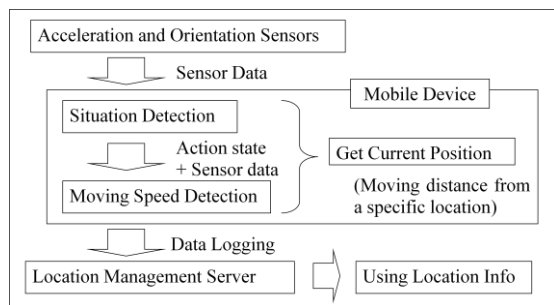 Acceleration and Orientation Sensors
Sensor Data
Mobile Device
Situation Detection
Action state
+ Sensor data
Moving Speed Detection
Get Current Position
(Moving distance from
a specific location)
Data Logging
Location Management Server
Using Location Info